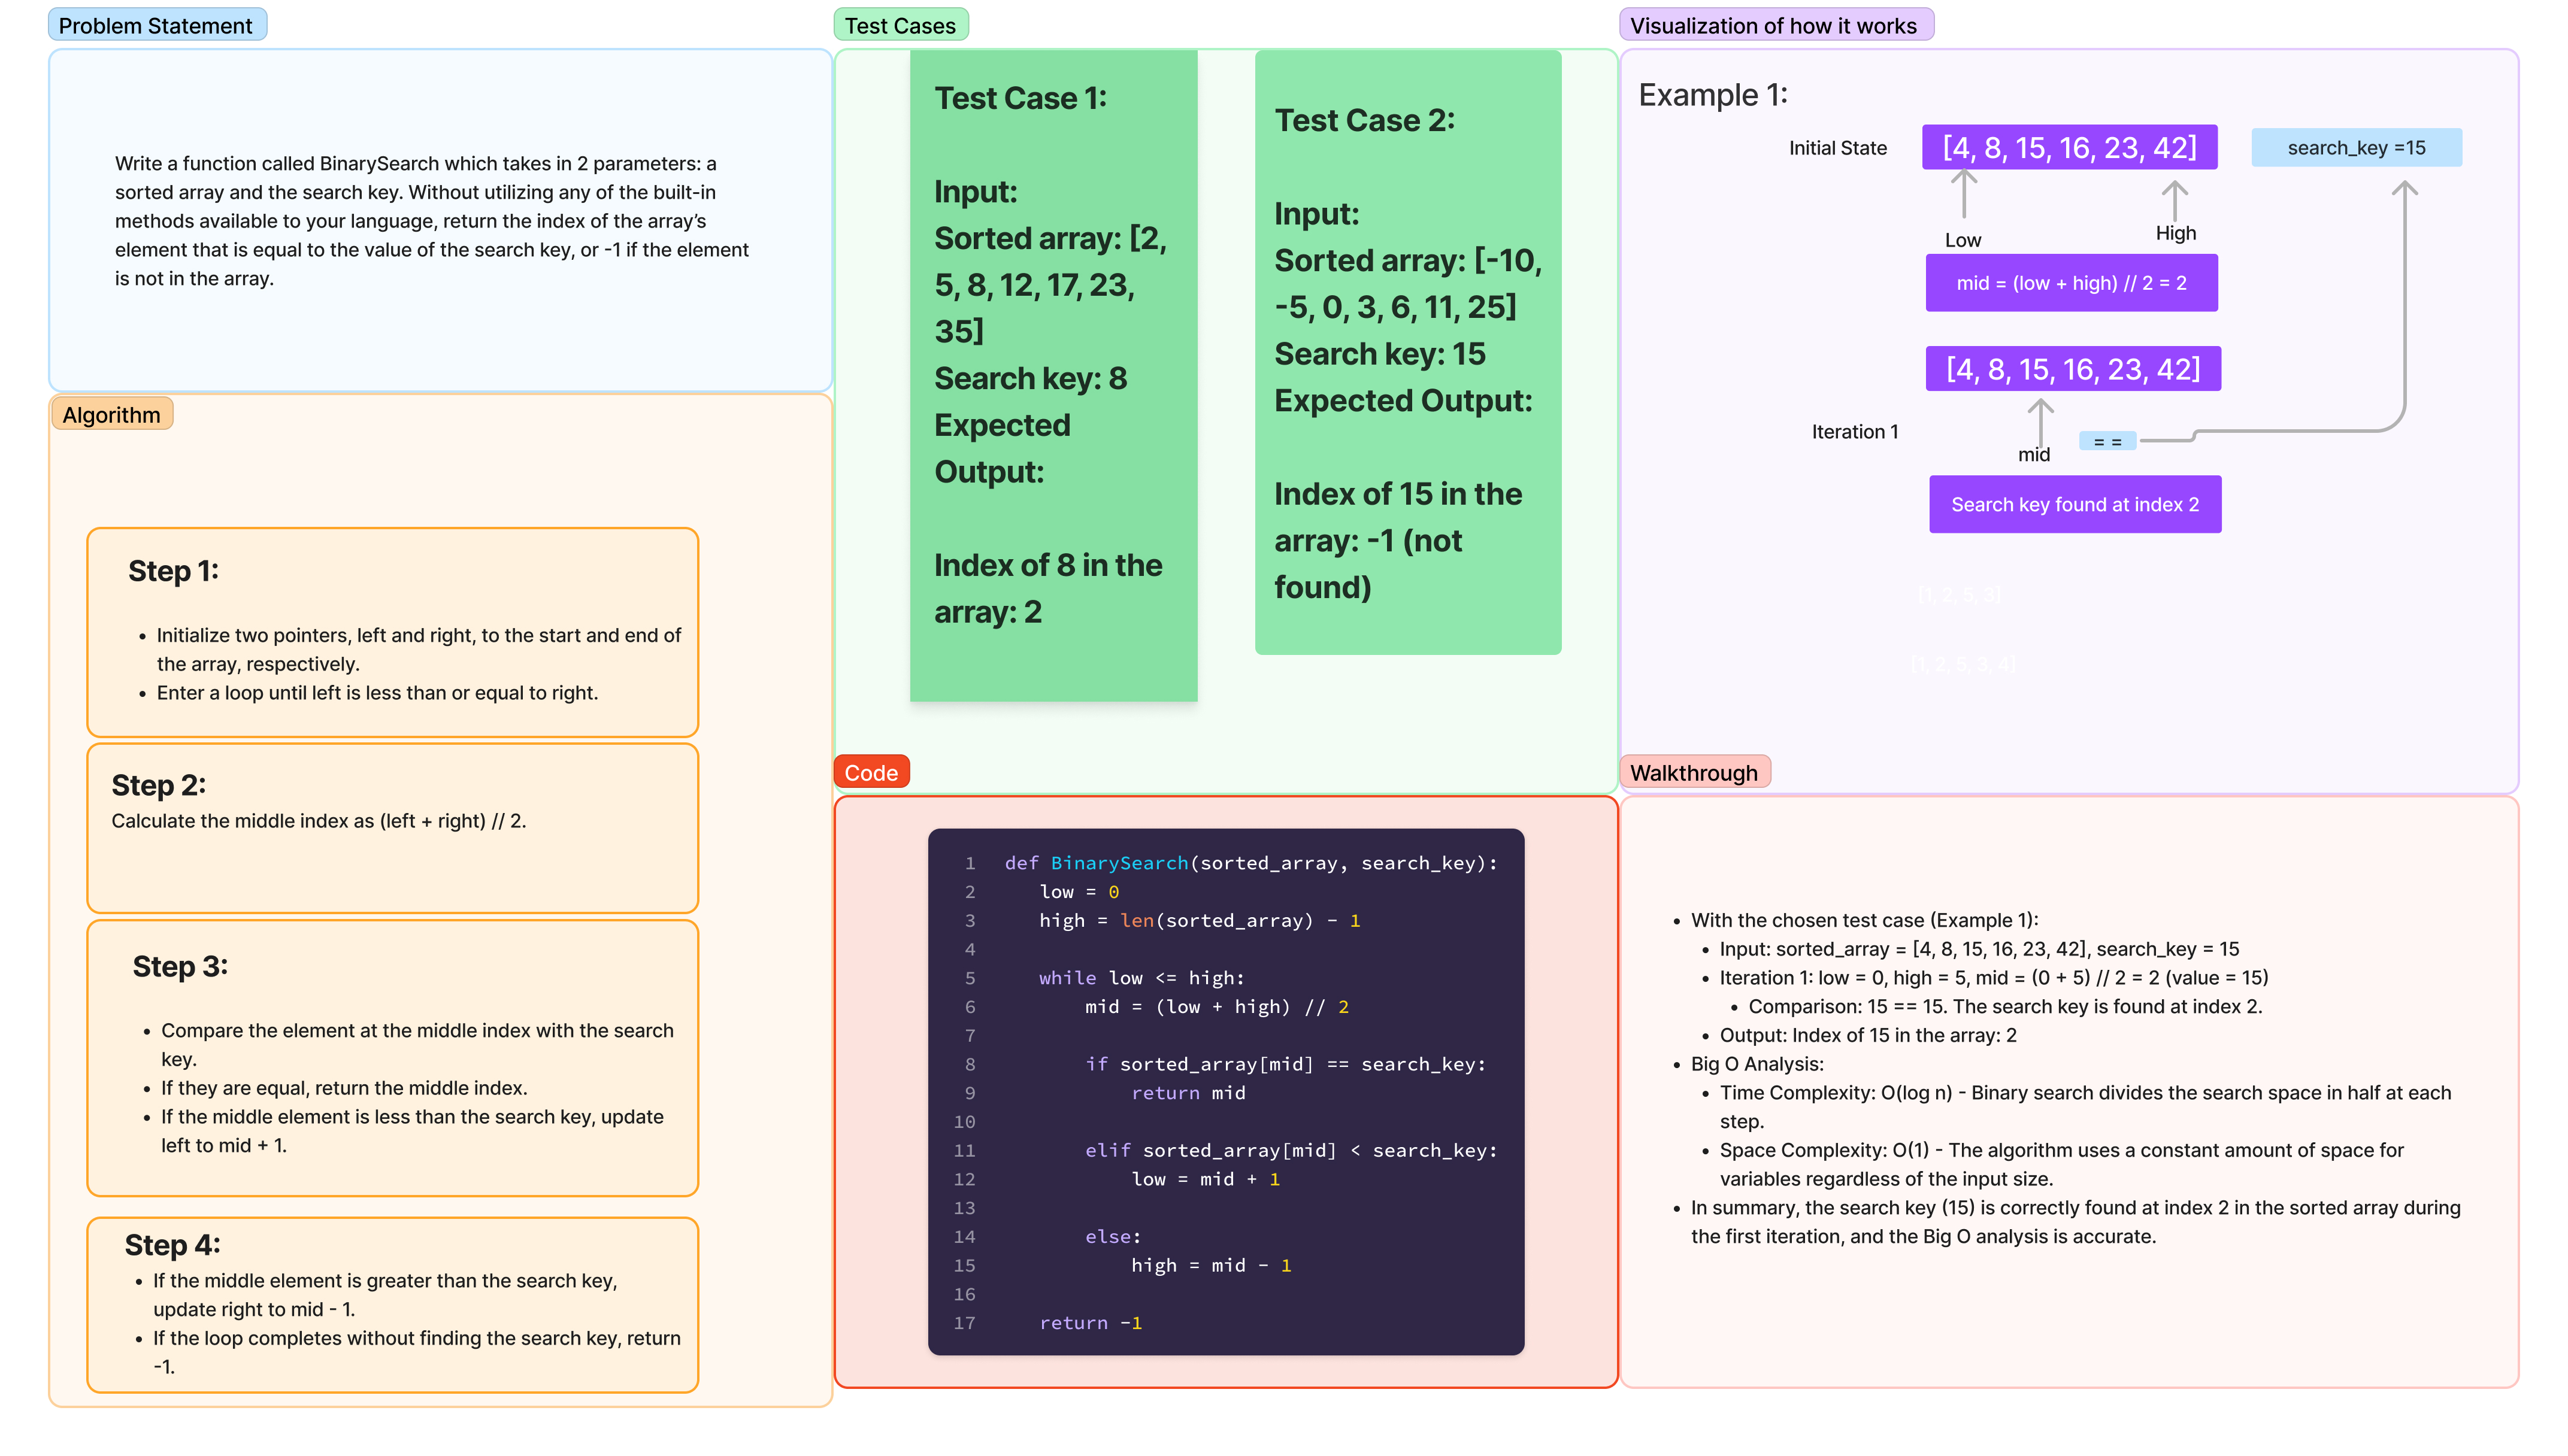 Problem Statement
Write a function called BinarySearch which takes in 2 parameters: a
sorted array and the search key. Without utilizing any of the built-in
methods available to your language, return the index of the array’s
element that is equal to the value of the search key, or -1 if the element
is not in the array.
Algorithm
Step 1:
• Initialize two pointers, left and right, to the start and end of
the array, respectively.
• Enter a loop until left is less than or equal to right.
Step 2:
Calculate the middle index as (left + right) // 2.
Step 3:
• Compare the element at the middle index with the search
key.
• If they are equal, return the middle index.
• If the middle element is less than the search key, update
left to mid + 1.
Step 4:
• If the middle element is greater than the search key,
update right to mid - 1.
• If the loop completes without finding the search key, return
-1.
Test Cases
Test Case 1:
Input:
Sorted array: [2,
5, 8, 12, 17, 23,
35]
Search key: 8
Expected
Output:
Index of 8 in the
array: 2
Test Case 2:
Input:
Sorted array: [-10,
-5, 0, 3, 6, 11, 25]
Search key: 15
Expected Output:
Index of 15 in the
array: -1 (not
found)
Code
1 def BinarySearch(sorted_array, search_key):
2 low = 0
3 high = len(sorted_array) - 1
4
5 while low <= high:
6 mid = (low + high) // 2
7
8 if sorted_array[mid] == search_key:
9 return mid
10
11 elif sorted_array[mid] < search_key:
12 low = mid + 1
13
14 else:
15 high = mid - 1
16
17 return -1
Visualization of how it works
Example 1:
Initial State
[4, 8, 15, 16, 23, 42]
search_key =15
Low
High
mid = (low + high) // 2 = 2
[4, 8, 15, 16, 23, 42]
Iteration 1
mid
= =
Search key found at index 2
[1, 2, 5, 3]
[1, 2, 5, 3, 4]
Walkthrough
• With the chosen test case (Example 1):
• Input: sorted_array = [4, 8, 15, 16, 23, 42], search_key = 15
• Iteration 1: low = 0, high = 5, mid = (0 + 5) // 2 = 2 (value = 15)
• Comparison: 15 == 15. The search key is found at index 2.
• Output: Index of 15 in the array: 2
• Big O Analysis:
• Time Complexity: O(log n) - Binary search divides the search space in half at each
step.
• Space Complexity: O(1) - The algorithm uses a constant amount of space for
variables regardless of the input size.
• In summary, the search key (15) is correctly found at index 2 in the sorted array during
the first iteration, and the Big O analysis is accurate.